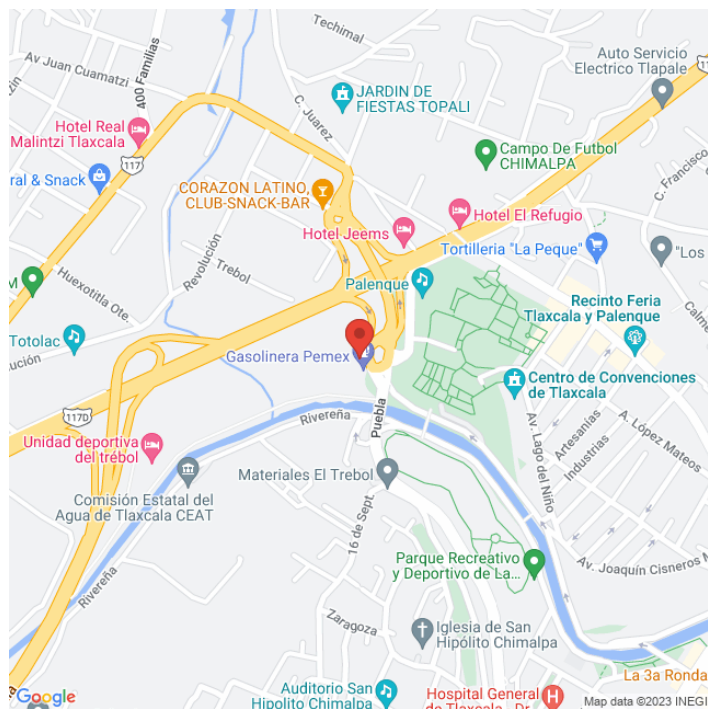 Techimal
Av Juan Cuamatzi
400 Familias
Auto Servicio
Electrico Tlapale
JARDIN DE
FIESTAS TOPALI
C. Juarez
Hotel Real
Malintzi Tlaxcala
117
Campo De Futbol
CHIMALPA
C. Francisco
ral & Snack
CORAZON LATINO,
CLUB-SNACK-BAR
Hotel El Refugio
Hotel Jeems
Tortilleria "La Peque"
"Los
Revolución
Trebol
Huexotitla Ote.
M
Palenque
Recinto Feria
Tlaxcala y Palenque
Calme
Totolac
lución
Gasolinera Pemex
Centro de Convenciones
de Tlaxcala
117D
Rivereña
Puebla
Av. Lago del Niño
Artesanias
Industrias
A. López Mateos
Unidad deportiva
del trébol
Materiales El Trebol
Comisión Estatal del
Agua de Tlaxcala CEAT
16 de Sept.
Parque Recreativo
y Deportivo de La...
Av. Joaquín Cisneros M
Rivereña
Zaragoza
Iglesia de San
Hipólito Chimalpa
La 3a Ronda
Auditorio San
Hipolito Chimalpa
Hospital General
de Tlaxcala - Dr.
Google
Map data ©2023 INEGI